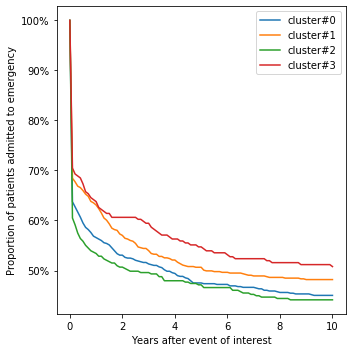 cluster#0
cluster#1
cluster#2
cluster#3
100%
90%
80%
70%
60%
50%
Proportion of patients admitted to emergency
0 2 4 6 8 10
Years after event of interest